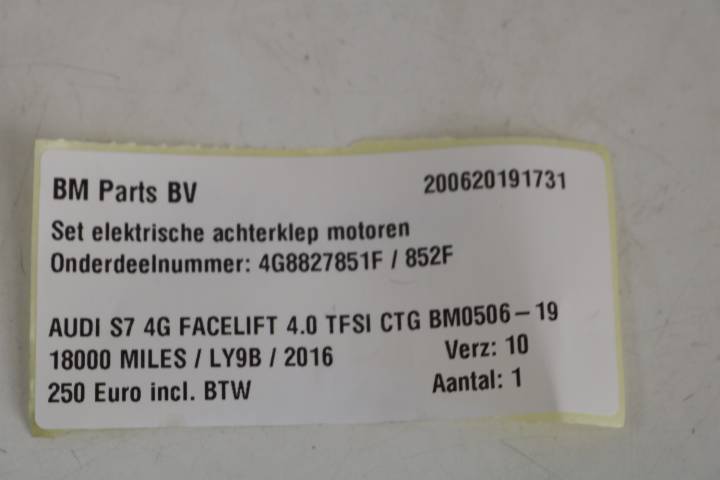 BM Parts BV 200620191731
Set elektrische achterklep motoren
Onderdeelnummer: 4G8827851F / 852F
AUDI S7 4G FACELIFT 4.0 TFSI CTG BM0506-19
18000 MILES / LY9B / 2016 Verz: 10
250 Euro incl. BTW Aantal: 1